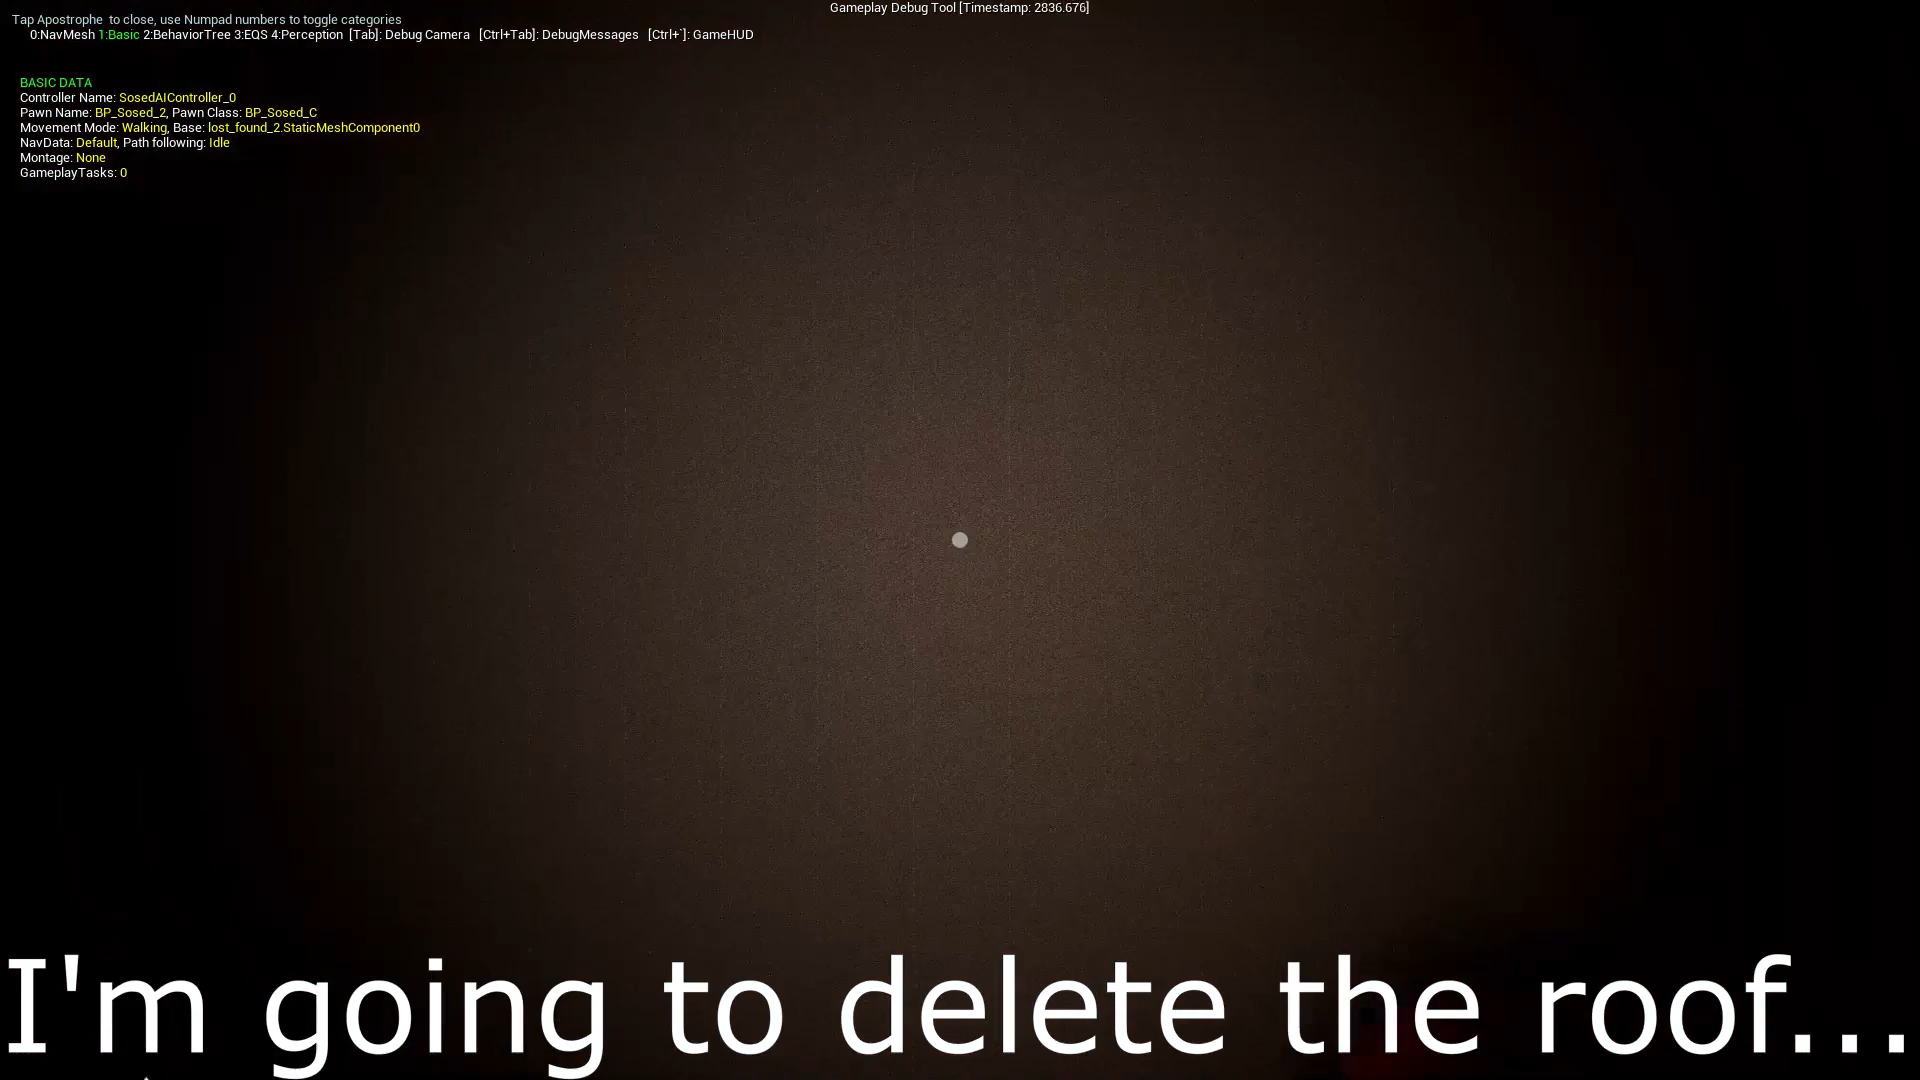 Gameplay Debug Tool [Timestamp: 2836.676]
Tap Apostrophe to close, use Numpad numbers to toggle categories
0:NavMesh 1:Basic 2:BehaviorTree 3:EQS 4:Perception [Tab]: Debug Camera [Ctrl+Tab]: DebugMessages [Ctrl+`]: GameHUD
BASIC DATA
Controller Name: SosedAIController_0
Pawn Name: BP_Sosed_2, Pawn Class: BP_Sosed_C
Movement Mode: Walking, Base: lost_found_2.StaticMeshComponent0
NavData: Default, Path following: Idle
Montage: None
GameplayTasks: 0
I'm going to delete the roof...